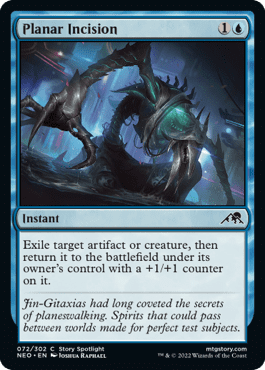 Planar Incision 1
Instant
Exile target artifact or creature, then
return it to the battlefield under its
owner's control with a +1/+1 counter
on it.
Jin-Gitaxias had long coveted the secrets
of planeswalking. Spirits that could pass
between worlds made for perfect test subjects.
072/302 C Story Spotlight mtgstory.com
NEO • EN Joshua Raphael ™ & © 2022 Wizards of the Coast